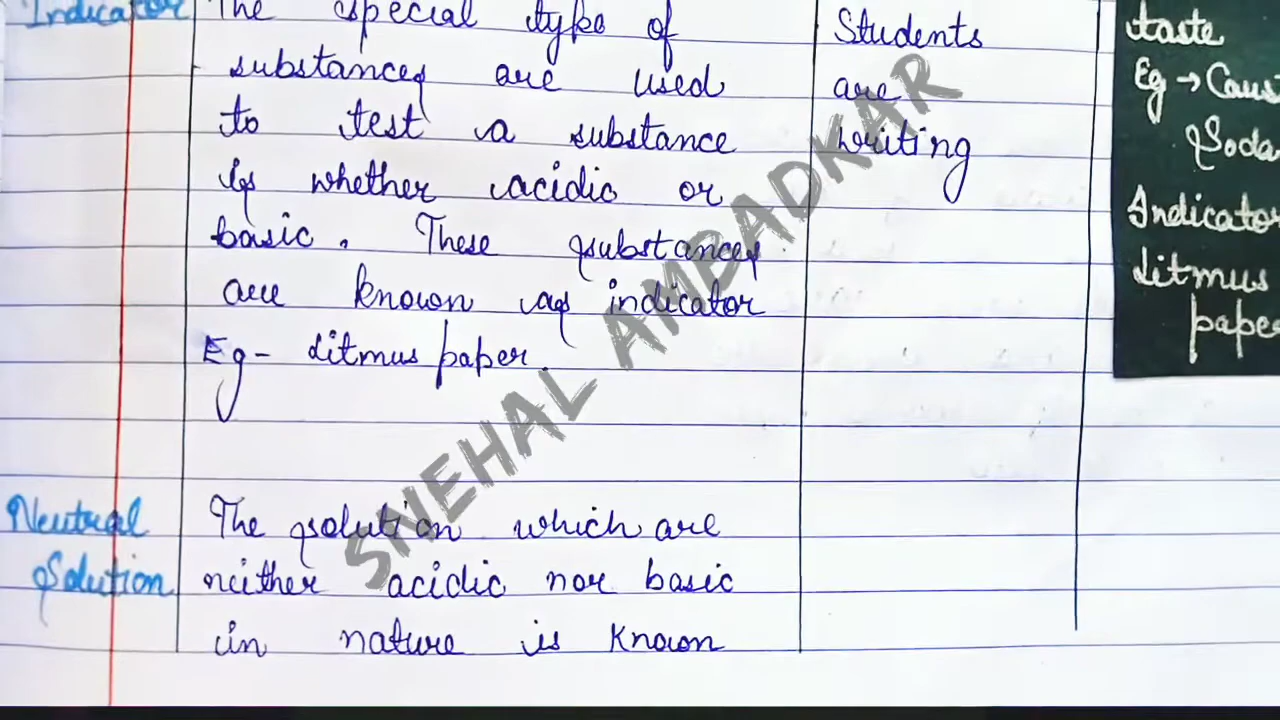 Indicator
The special type of
substances are used
to test a substance
is whether acidic or
basic. These substances
are known as indicator
Eg- Litmus paper.
Students
are
writing
taste
Eg → Caus
Soda
Indicator
Litmus
pape
SNEHAL AMBADKAR
Neutral
Solution
The solution which are
neither acidic nor basic
in nature is known